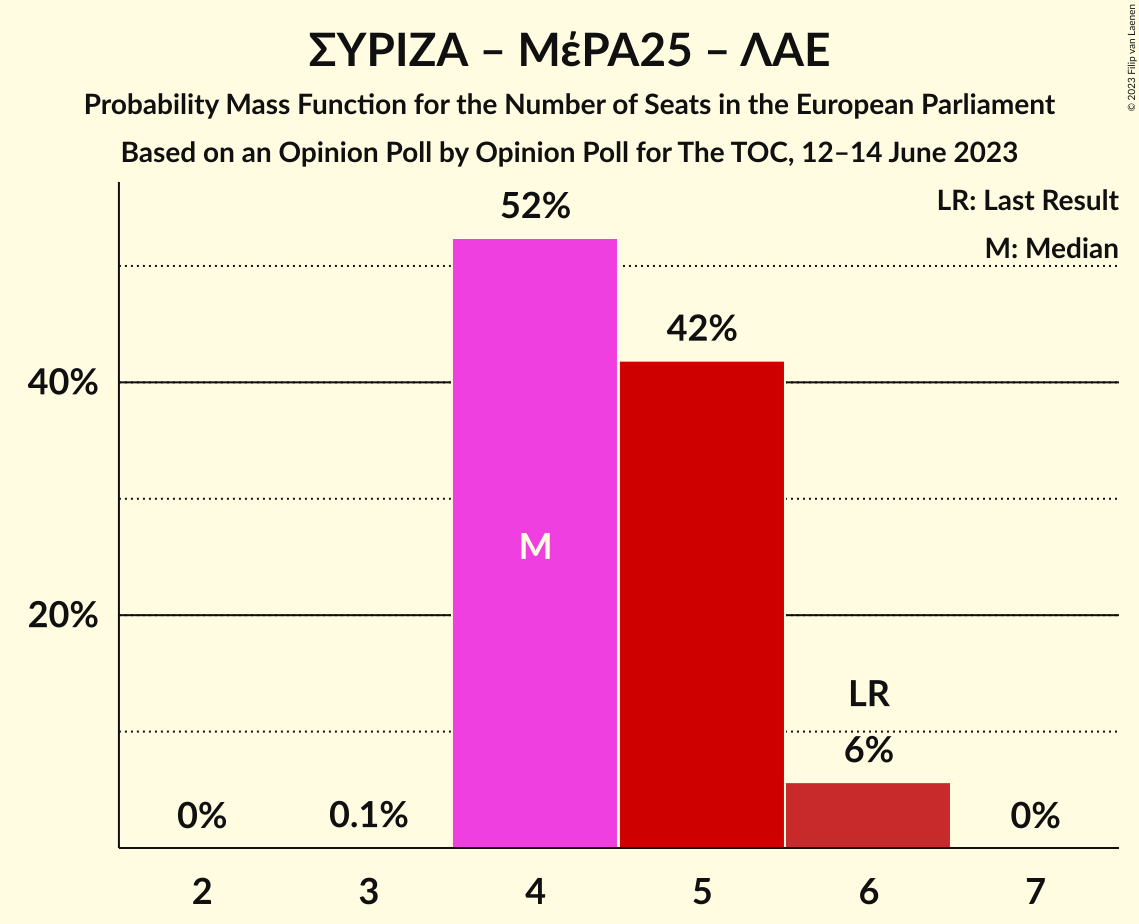 ΣΥΡΙΖΑ – ΜέΡΑ25 – ΛΑΕ
Probability Mass Function for the Number of Seats in the European Parliament
Based on an Opinion Poll by Opinion Poll for The TOC, 12–14 June 2023
© 2023 Filip van Laenen
LR: Last Result
M: Median
52%
42%
40%
M
20%
LR
6%
0%
0.1%
0%
2
3
4
5
6
7